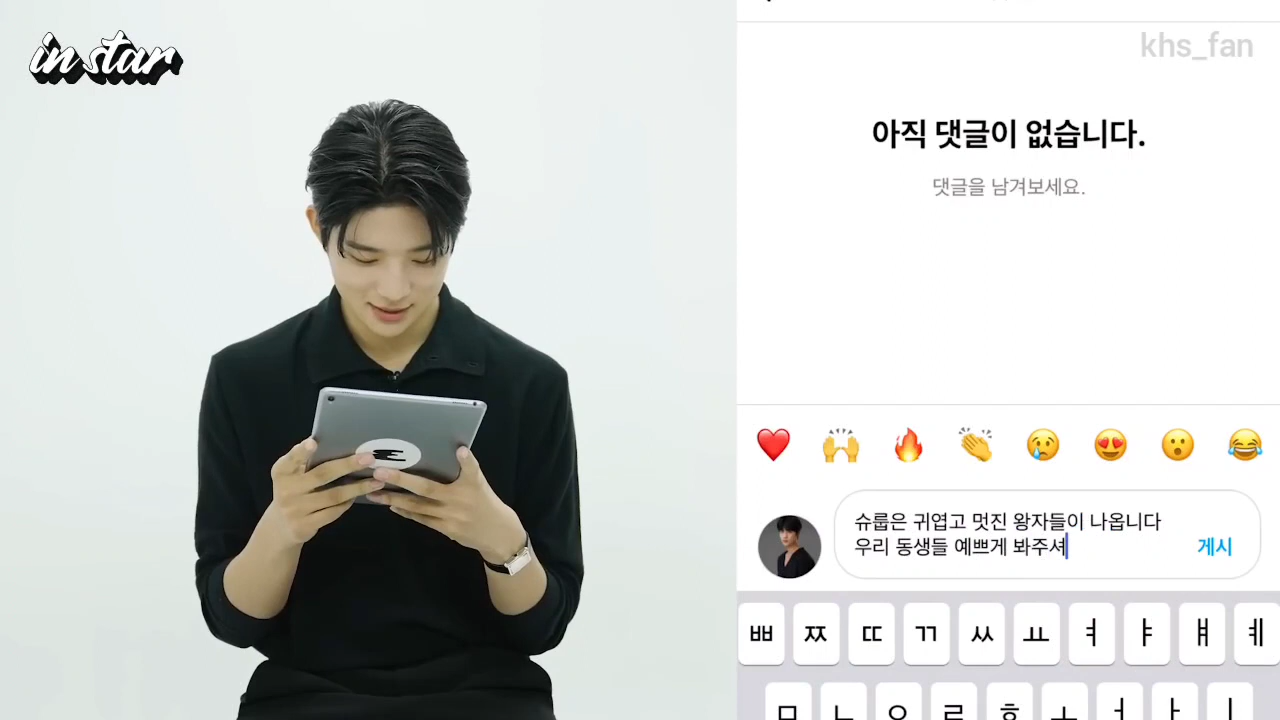 in star
khs_fan
아직 댓글이 없습니다.
댓글을 남겨보세요.
슈룹은 귀엽고 멋진 왕자들이 나옵니다
우리 동생들 예쁘게 봐주셔
게시
ㅃ ㅉ ㄸ ㄲ ㅆ ㅛ ㅕ ㅑ ㅒ ㅖ
ㅁ ㄴ ㅇ ㄹ ㅎ ㅗ ㅓ ㅏ ㅣ